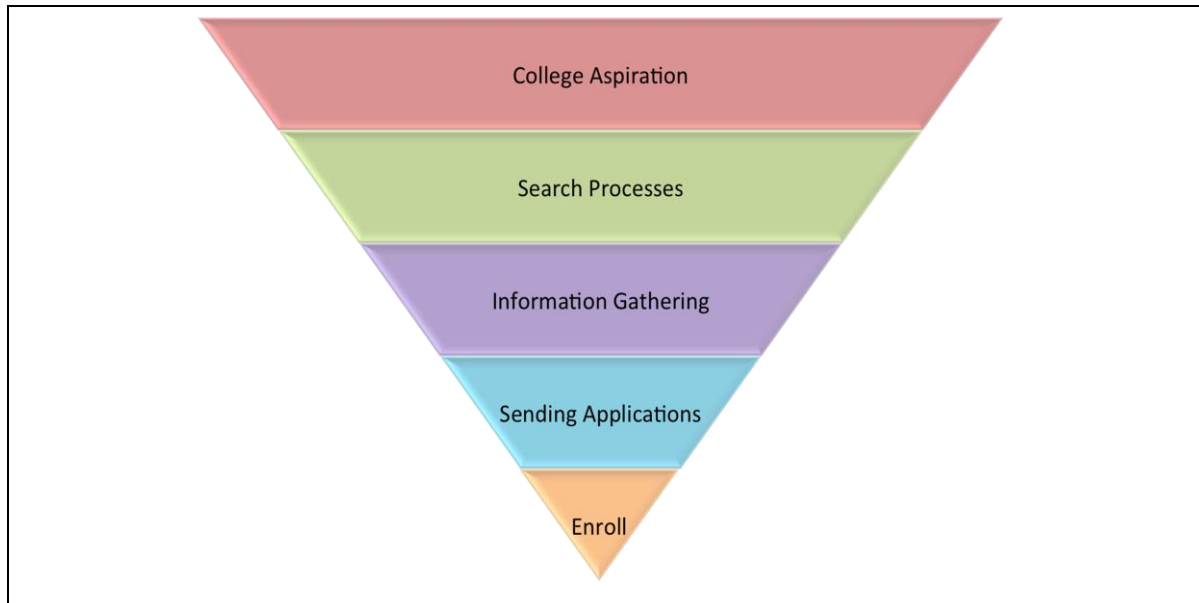 College Aspiration
Search Processes
Information Gathering
Sending Applications
Enroll